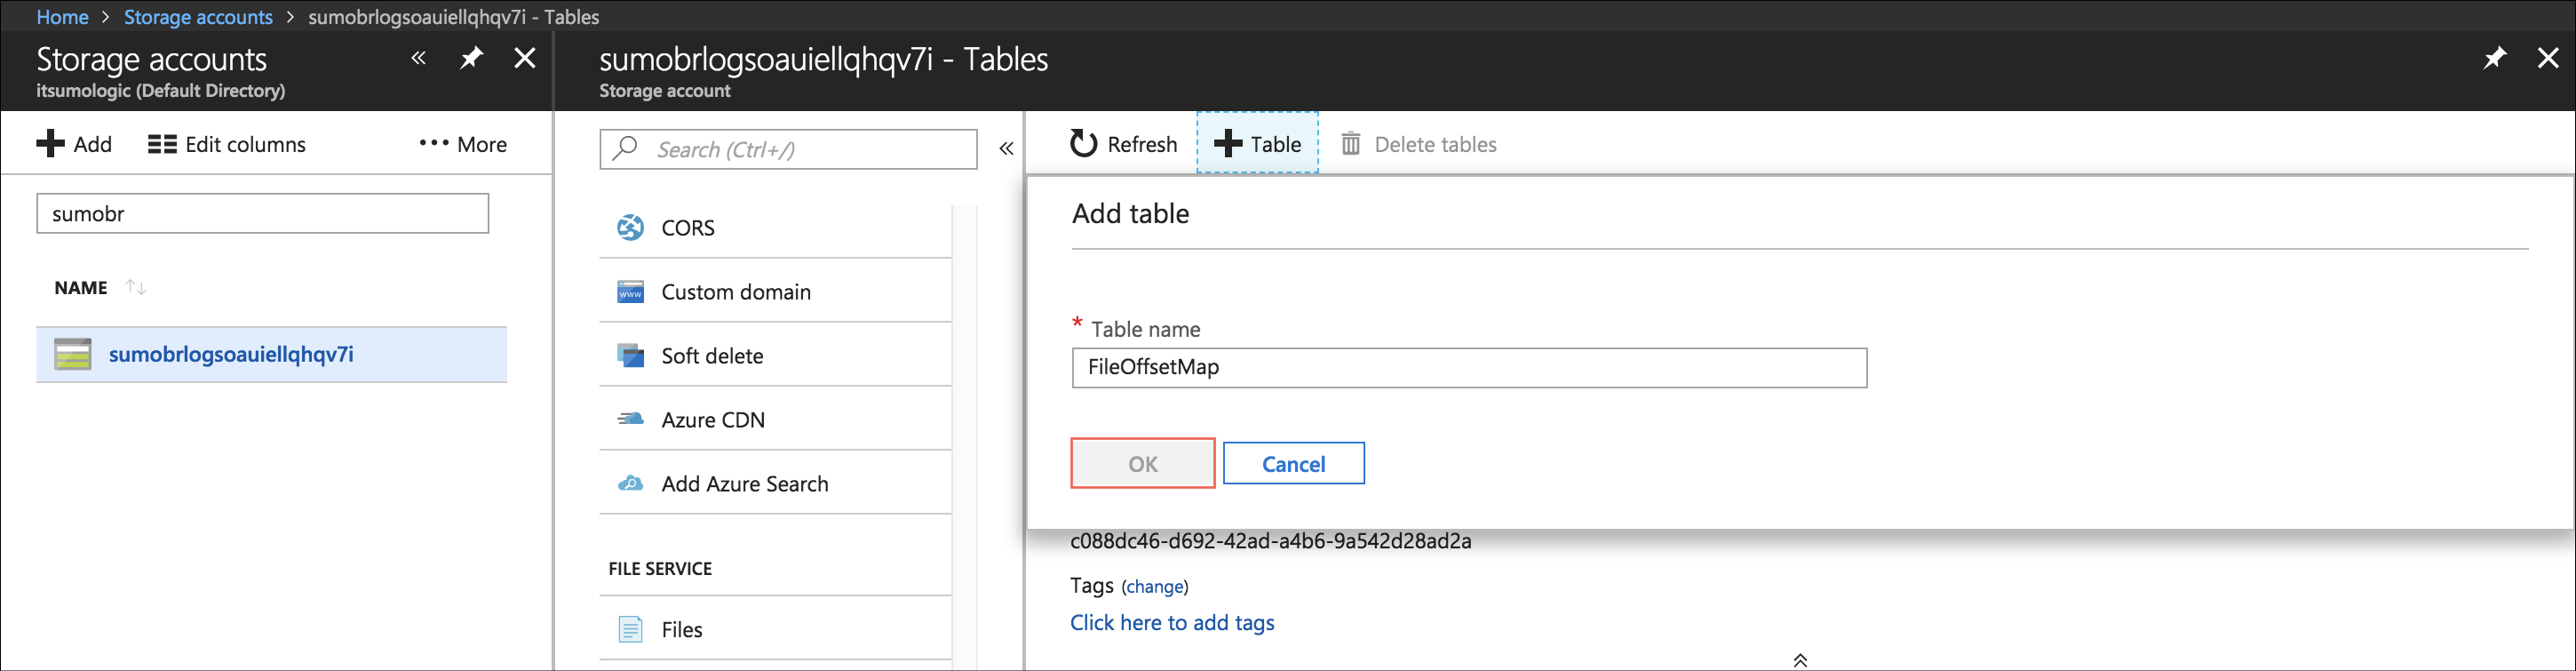 Home > Storage accounts > sumobrlogsoauiellqhqv7i - Tables
Storage accounts
itsumologic (Default Directory)
Add
Edit columns
••• More
sumobr
NAME
sumobrlogsoauiellqhqv7i
sumobrlogsoauiellqhqv7i - Tables
Storage account
Search (Ctrl+/)
CORS
www
Custom domain
Soft delete
Azure CDN
Add Azure Search
FILE SERVICE
Files
Refresh
Table
Delete tables
Add table
* Table name
FileOffsetMap
OK
Cancel
c088dc46-d692-42ad-a4b6-9a542d28ad2a
Tags (change)
Click here to add tags